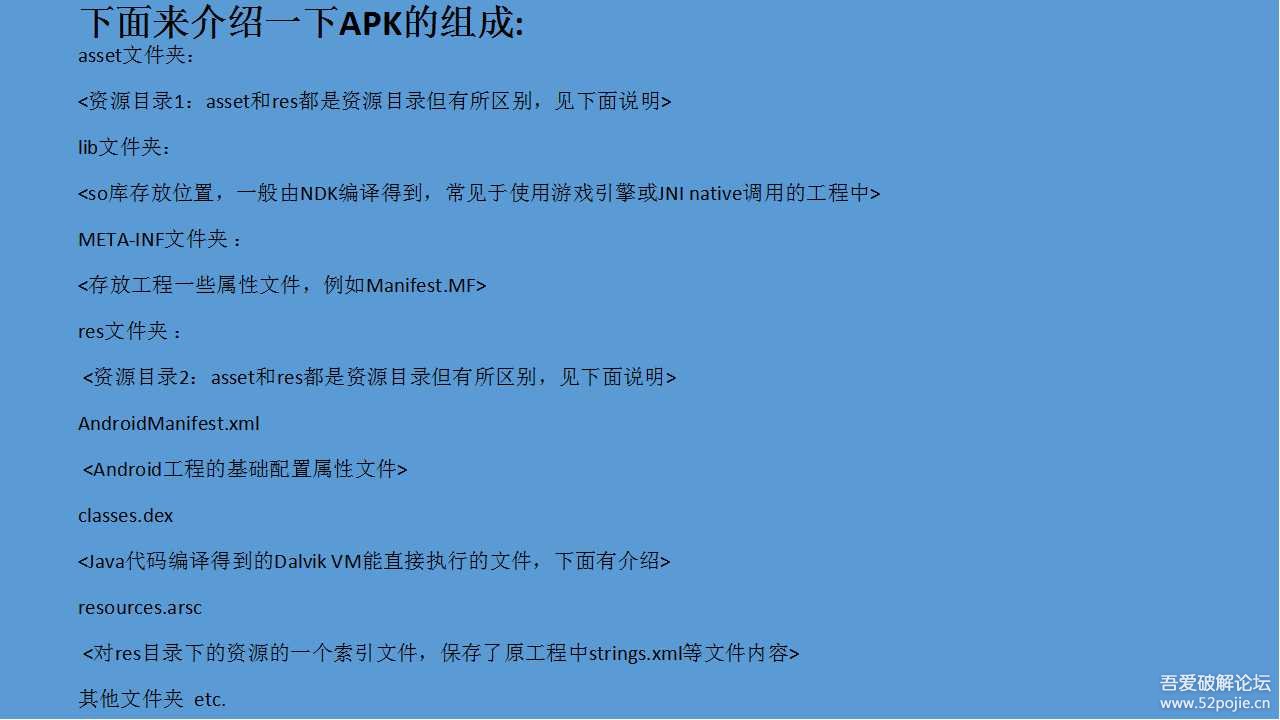 下面来介绍一下APK的组成:
asset文件夹：
<资源目录1：asset和res都是资源目录但有所区别，见下面说明>
lib文件夹：
<so库存放位置，一般由NDK编译得到，常见于使用游戏引擎或JNI native调用的工程中>
META-INF文件夹 ：
<存放工程一些属性文件，例如Manifest.MF>
res文件夹 ：
<资源目录2：asset和res都是资源目录但有所区别，见下面说明>
AndroidManifest.xml
<Android工程的基础配置属性文件>
classes.dex
<Java代码编译得到的Dalvik VM能直接执行的文件，下面有介绍>
resources.arsc
<对res目录下的资源的一个索引文件，保存了原工程中strings.xml等文件内容>
其他文件夹 etc.
吾爱破解论坛
www.52pojie.cn